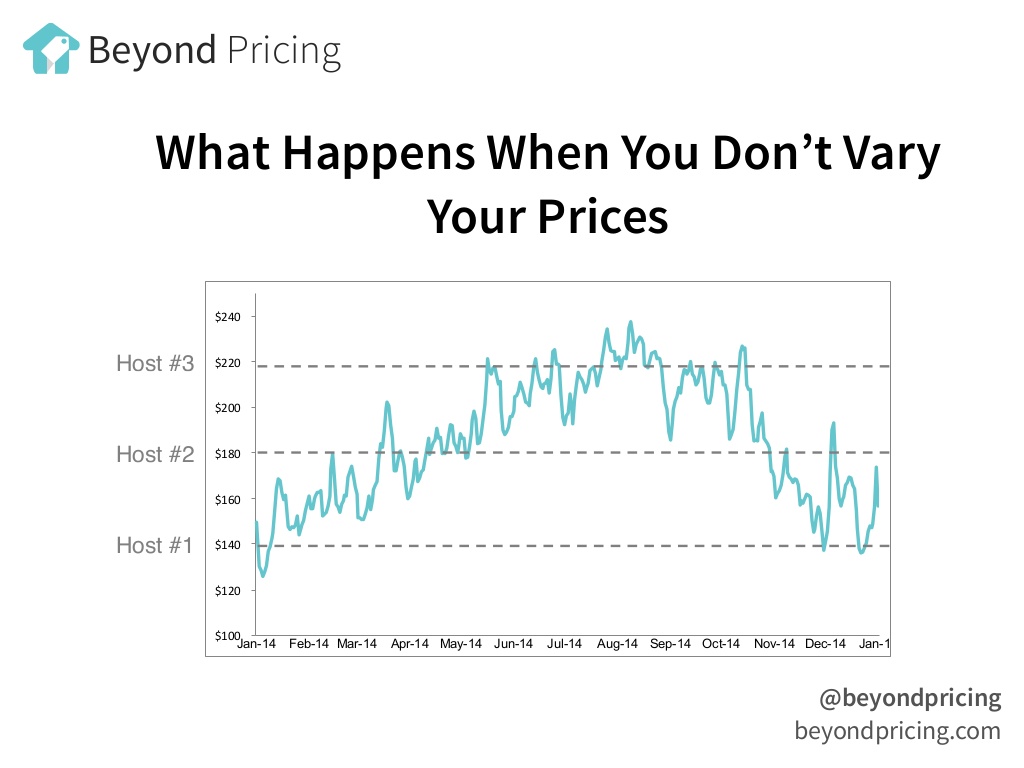 Beyond Pricing
What Happens When You Don’t Vary
Your Prices
$240
Host #3
$220
$200
Host #2
$180
$160
Host #1
$140
$120
$100
Jan-14 Feb-14 Mar-14 Apr-14 May-14 Jun-14 Jul-14 Aug-14 Sep-14 Oct-14 Nov-14 Dec-14 Jan-1
@beyondpricing
beyondpricing.com